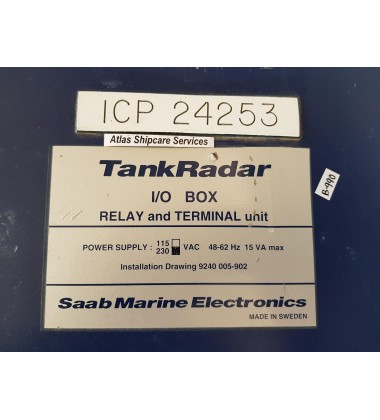 ICP 24253
Atlas Shipcare Services
TankRadar
I/O BOX
RELAY and TERMINAL unit
B-990
POWER SUPPLY : 115 VAC 48-62 Hz 15 VA max
230
Installation Drawing 9240 005-902
Saab Marine Electronics
MADE IN SWEDEN